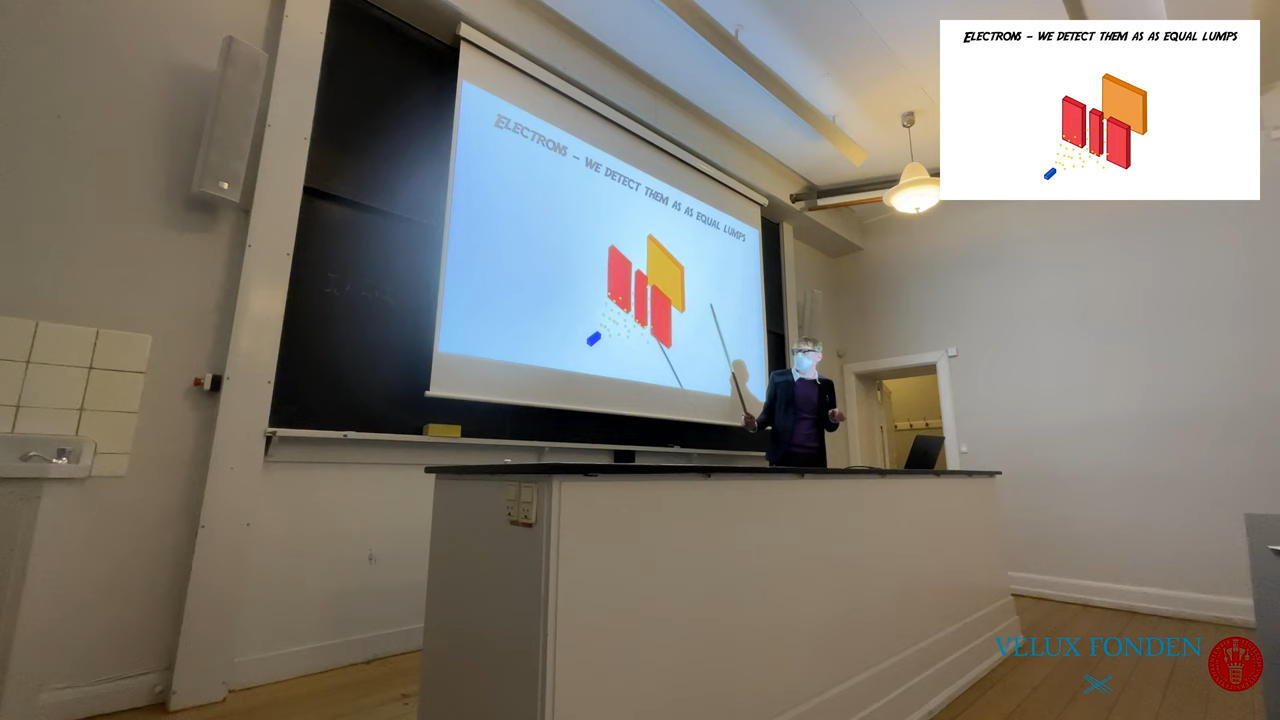 ELECTRONS – WE DETECT THEM AS AS EQUAL LUMPS
ELECTRONS – WE DETECT THEM AS AS EQUAL LUMPS
VELUX FONDEN